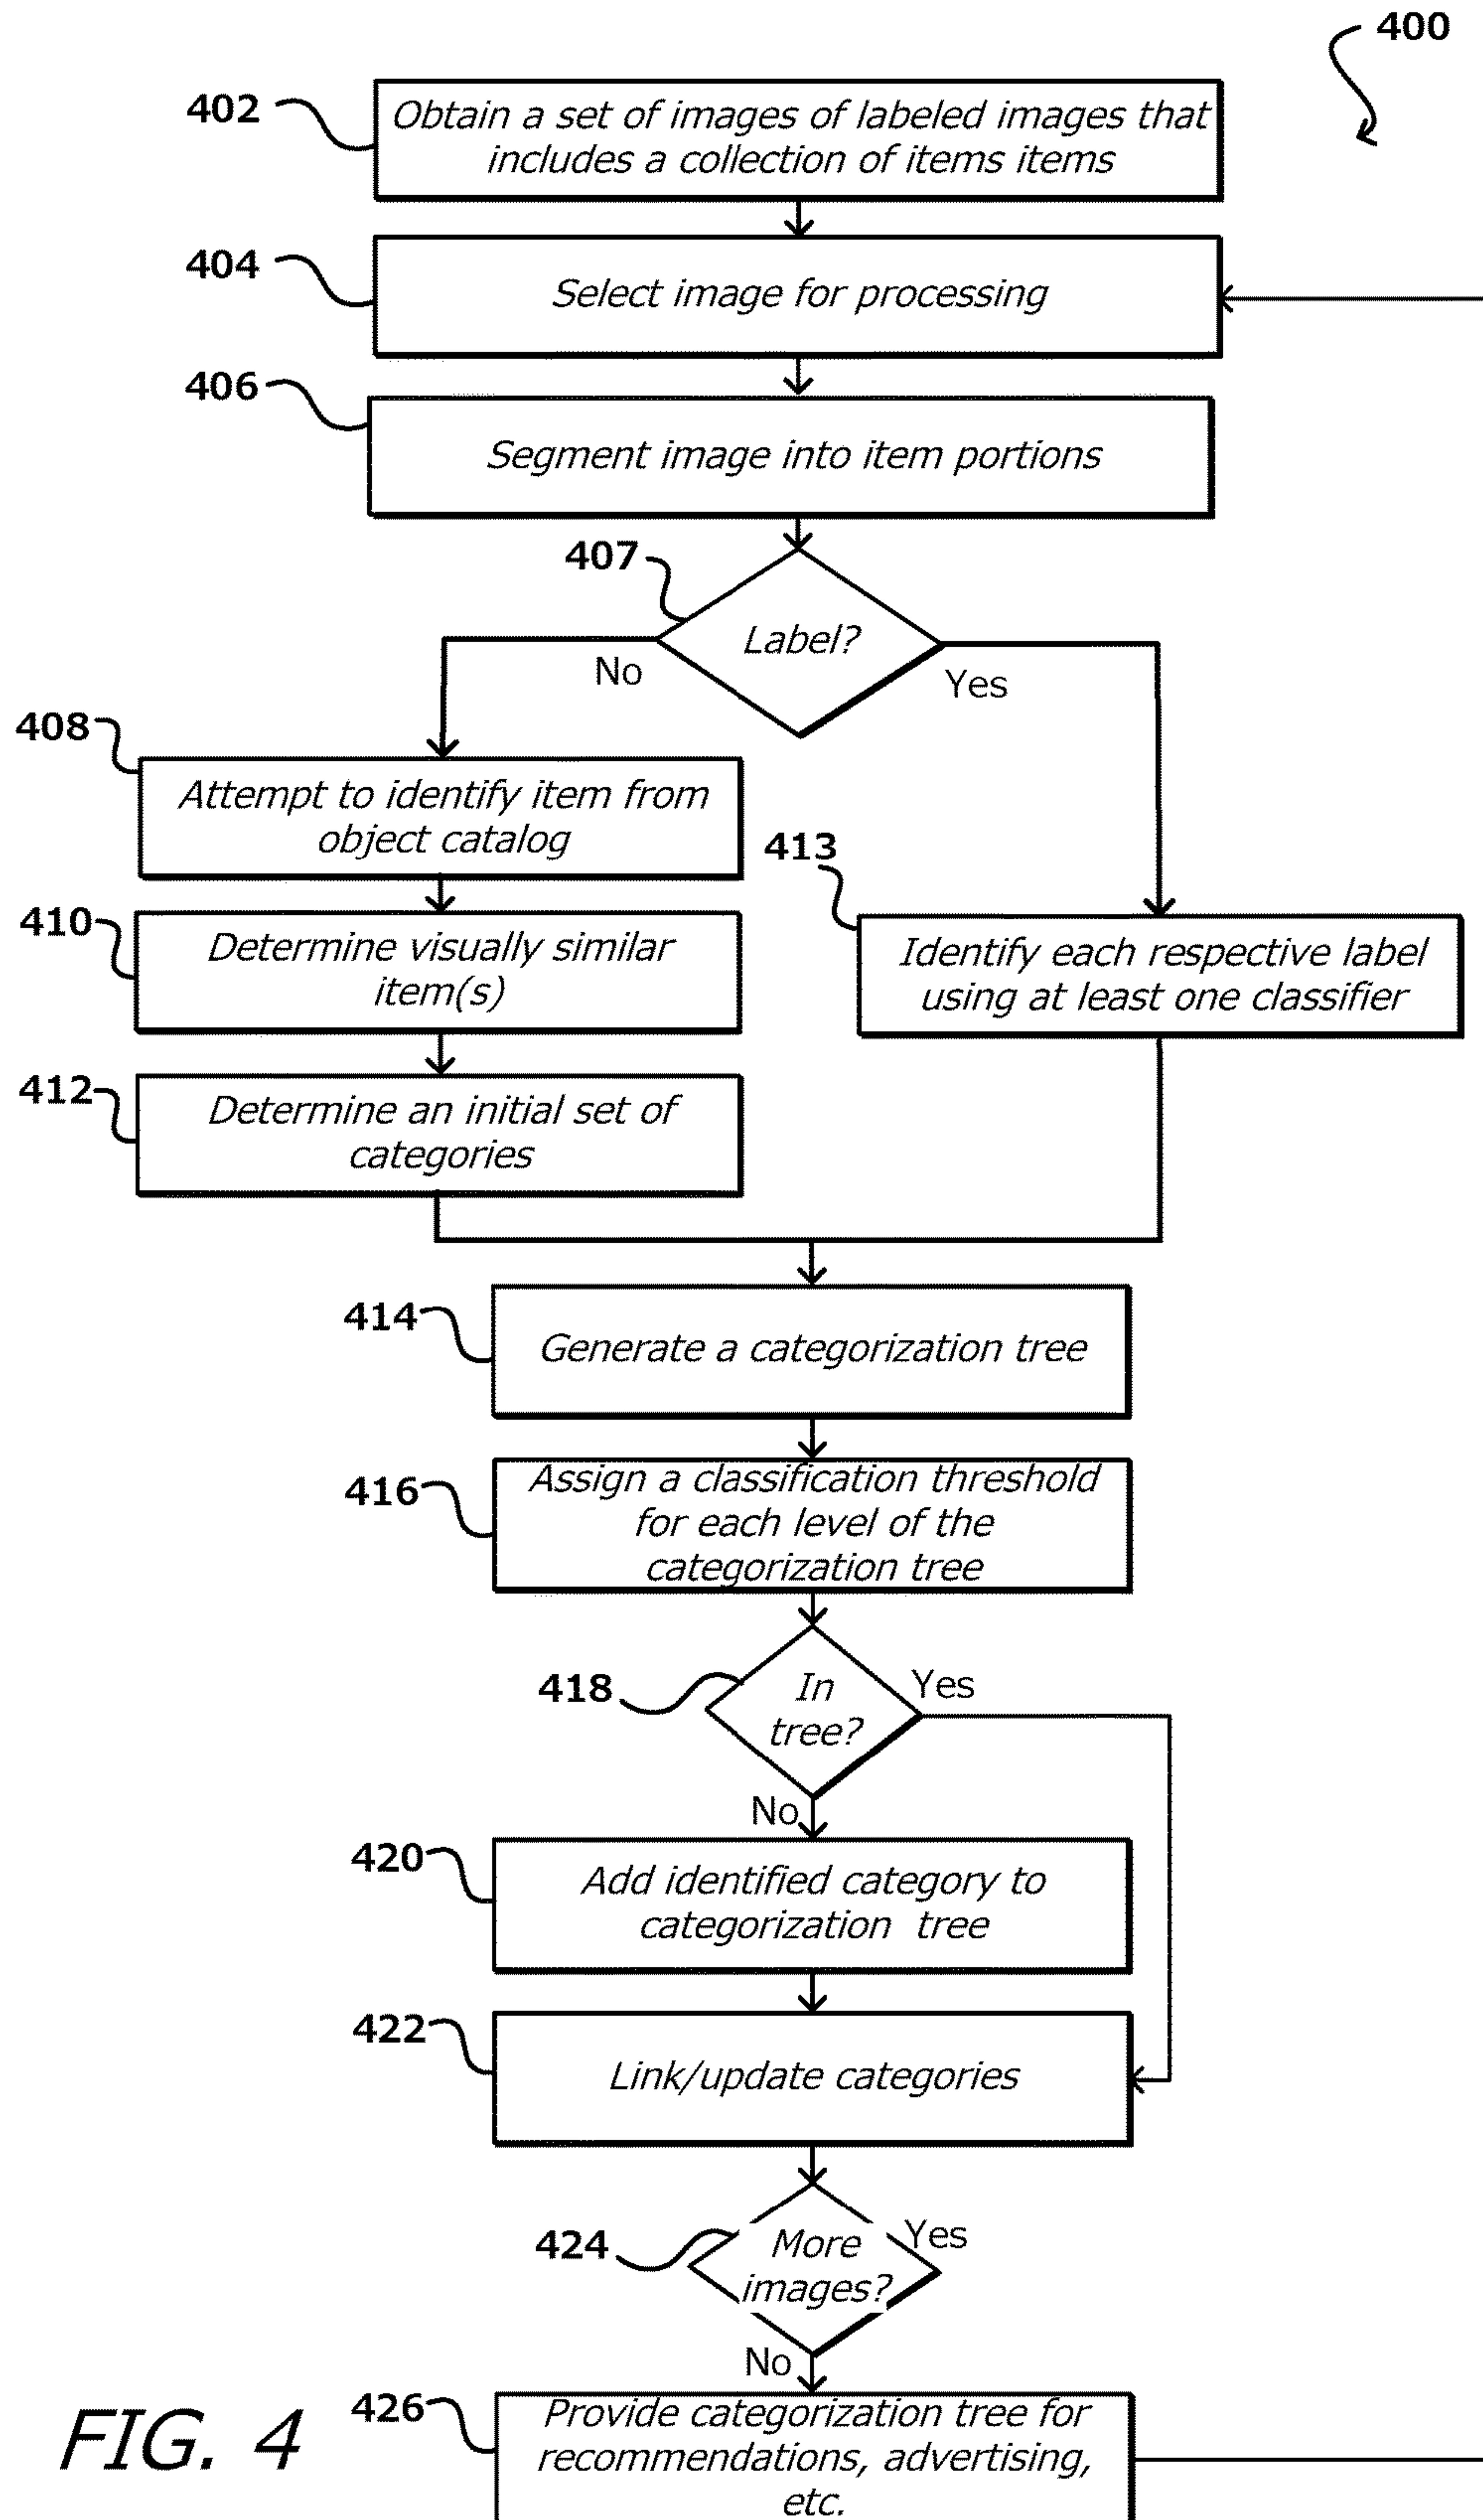 400
402
Obtain a set of images of labeled images that
includes a collection of items items
404
Select image for processing
406
Segment image into item portions
407
Label?
No
Yes
408
Attempt to identify item from
object catalog
410
Determine visually similar
item(s)
412
Determine an initial set of
categories
413
Identify each respective label
using at least one classifier
414
Generate a categorization tree
416
Assign a classification threshold
for each level of the
categorization tree
418
In
tree?
Yes
No
420
Add identified category to
categorization tree
422
Link/update categories
424
More
images?
Yes
No
426
Provide categorization tree for
recommendations, advertising,
etc.
FIG. 4